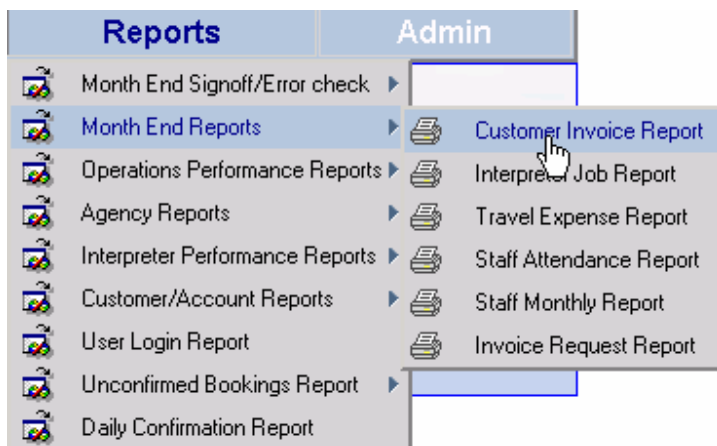 Reports Admin
Month End Signoff/Error check
Month End Reports
Operations Performance Reports
Agency Reports
Interpreter Performance Reports
Customer/Account Reports
User Login Report
Unconfirmed Bookings Report
Daily Confirmation Report
Customer Invoice Report
Interpreter Job Report
Travel Expense Report
Staff Attendance Report
Staff Monthly Report
Invoice Request Report